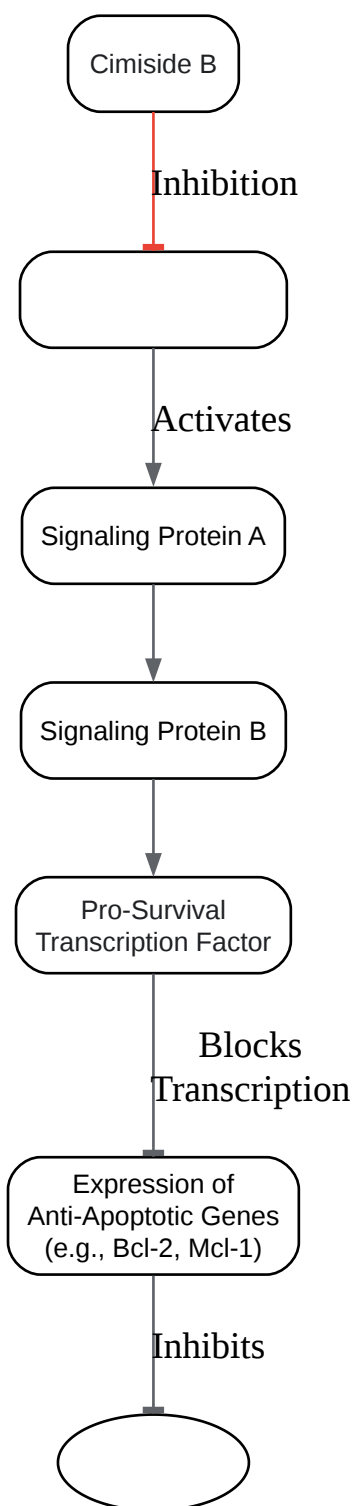 Cimiside B
Inhibition
Activates
Signaling Protein A
Signaling Protein B
Pro-Survival
Transcription Factor
Blocks
Transcription
Expression of
Anti-Apoptotic Genes
(e.g., Bcl-2, Mcl-1)
Inhibits